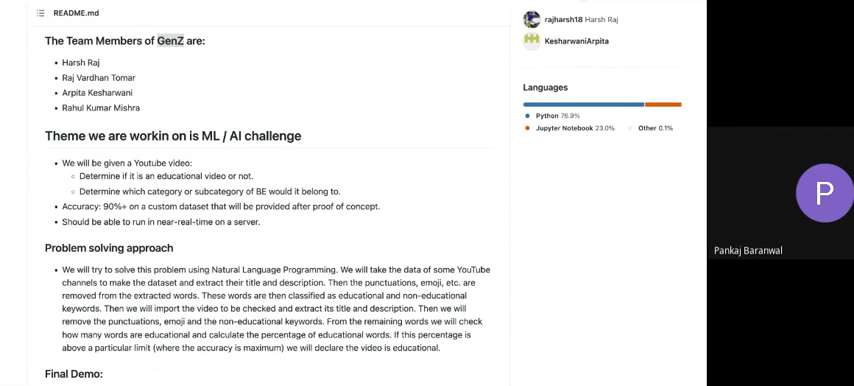 README.md
The Team Members of GenZ are:
• Harsh Raj
• Raj Vardhan Tomar
• Arpita Kesharwani
• Rahul Kumar Mishra
Theme we are workin on is ML / AI challenge
• We will be given a Youtube video:
○ Determine if it is an educational video or not.
○ Determine which category or subcategory of BE would it belong to.
• Accuracy: 90%+ on a custom dataset that will be provided after proof of concept.
• Should be able to run in near-real-time on a server.
Problem solving approach
• We will try to solve this problem using Natural Language Programming. We will take the data of some YouTube
channels to make the dataset and extract their title and description. Then the punctuations, emoji, etc. are
removed from the extracted words. These words are then classified as educational and non-educational
keywords. Then we will import the video to be checked and extract its title and description. Then we will
remove the punctuations, emoji and the non-educational keywords. From the remaining words we will check
how many words are educational and calculate the percentage of educational words. If this percentage is
above a particular limit (where the accuracy is maximum) we will declare the video is educational.
Final Demo:
rajharsh18 Harsh Raj
KesharwaniArpita
Languages
Python 76.9%
Jupyter Notebook 23.0%
Other 0.1%
P
Pankaj Baranwal